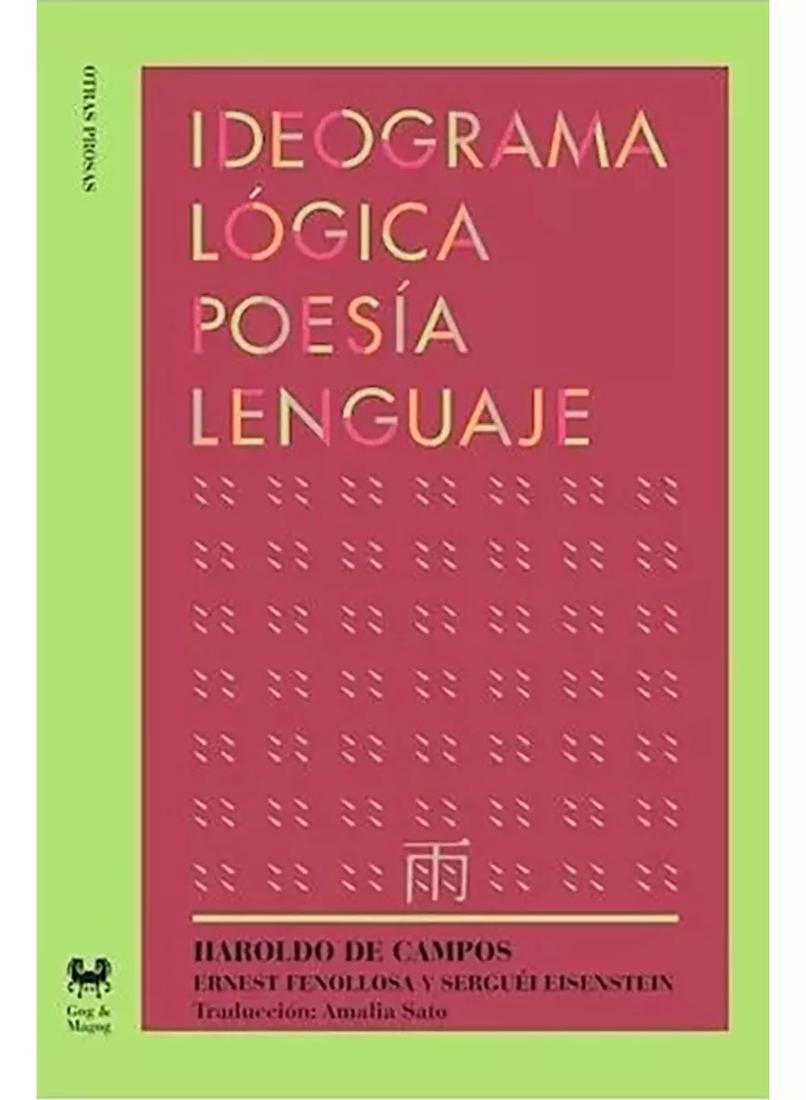 OTRAS PROSAS
IDEOGRAMA
LÓGICA
POESÍA
LENGUAJE
雨
HAROLDO DE CAMPOS
ERNEST FENOLLOSA Y SERGUÉI EISENSTEIN
Traducción: Amalia Sato
Gog &
Magog